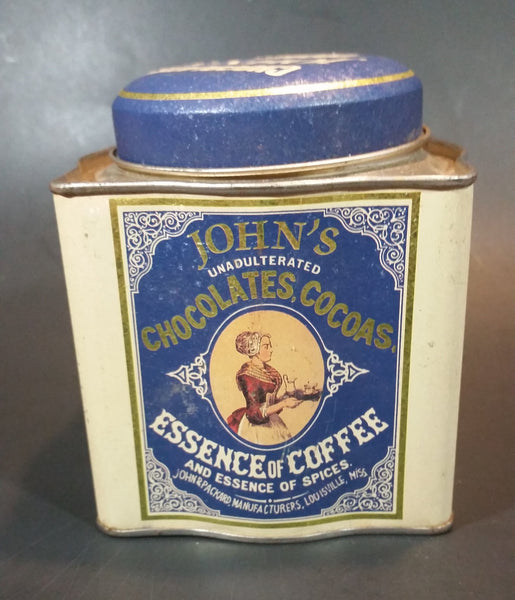 JOHN'S
UNADULTERATED
CHOCOLATES, COCOAS.
ESSENCE OF COFFEE
AND ESSENCE OF SPICES.
JOHN R. PACKARD, MANUFACTURERS, LOUISVILLE, MISS